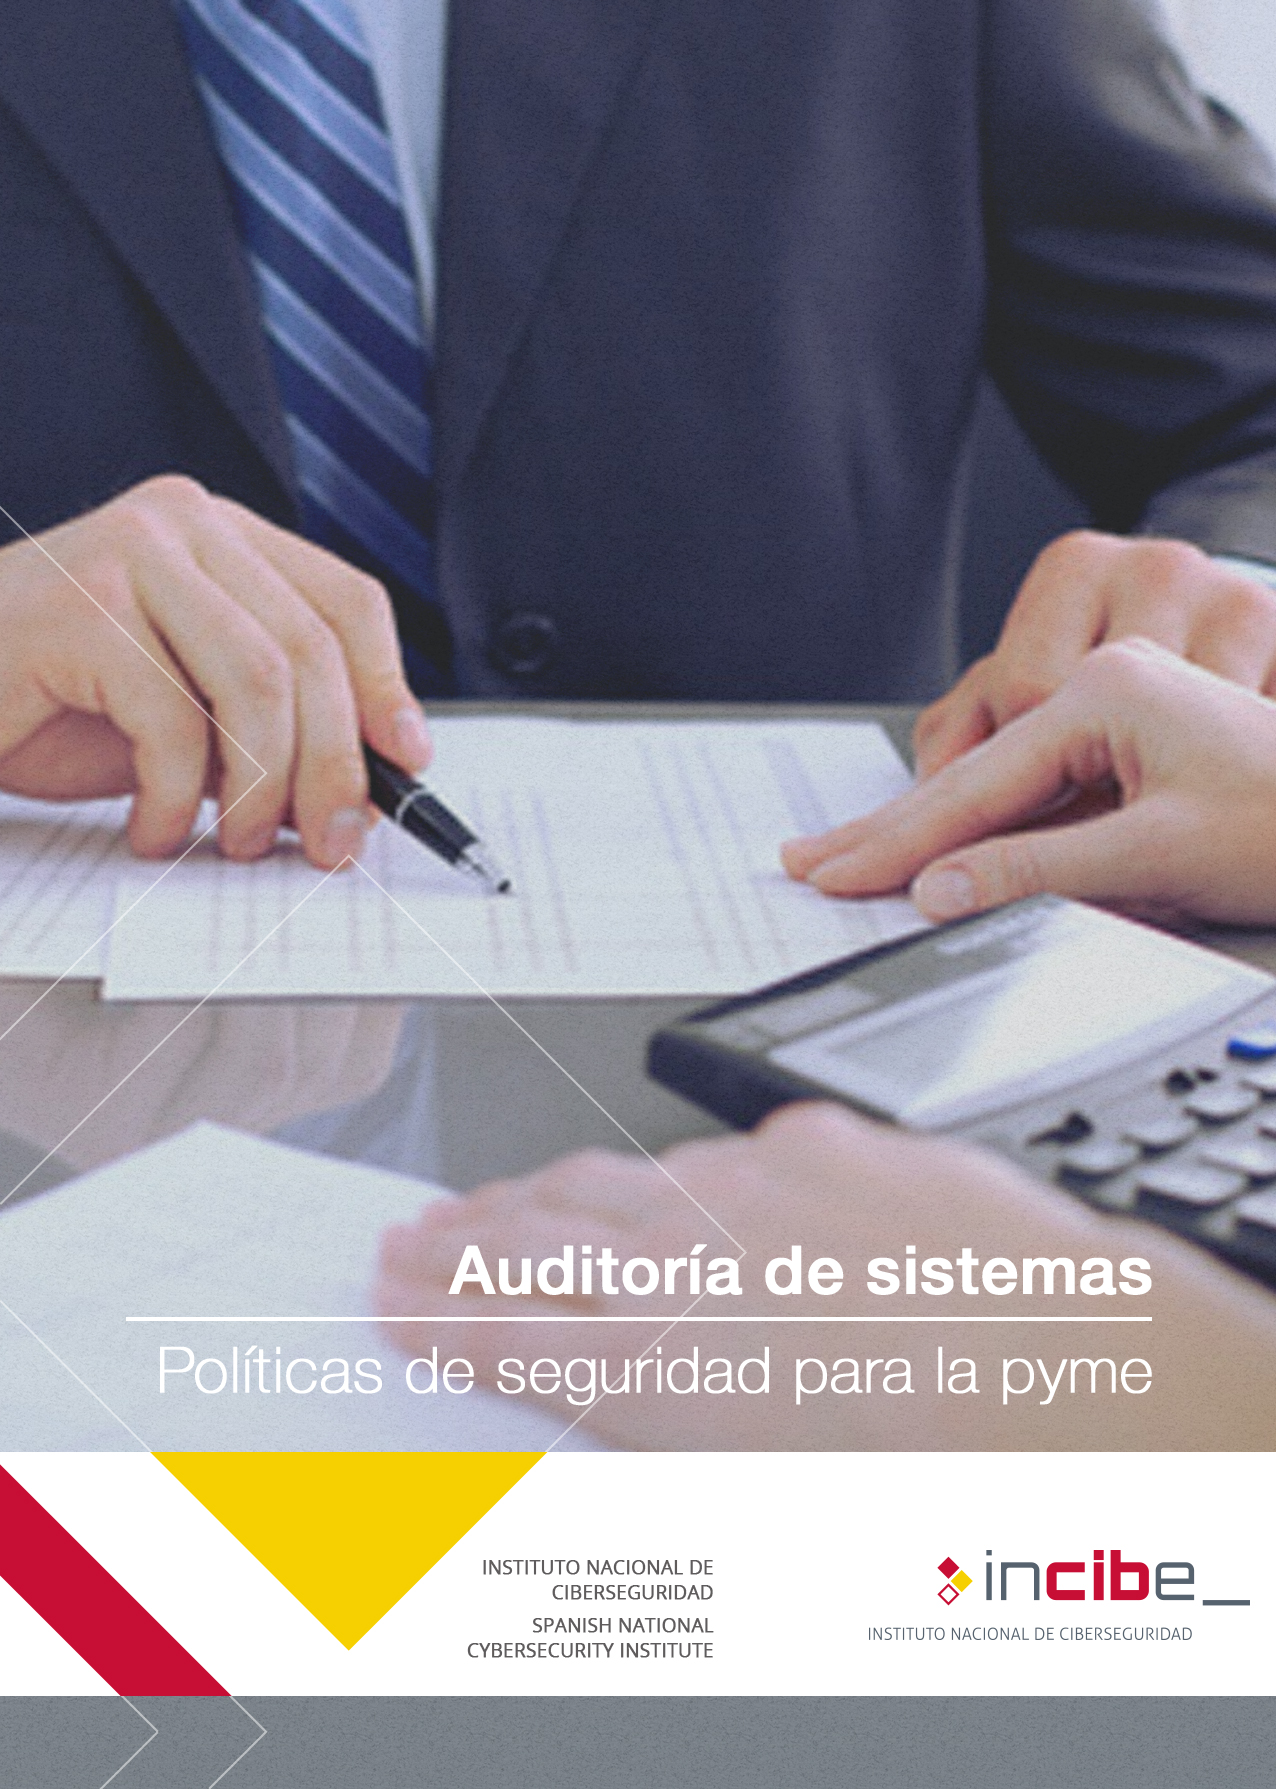 Auditoría de sistemas
Políticas de seguridad para la pyme
INSTITUTO NACIONAL DE
CIBERSEGURIDAD
SPANISH NATIONAL
CYBERSECURITY INSTITUTE
incibe_
INSTITUTO NACIONAL DE CIBERSEGURIDAD